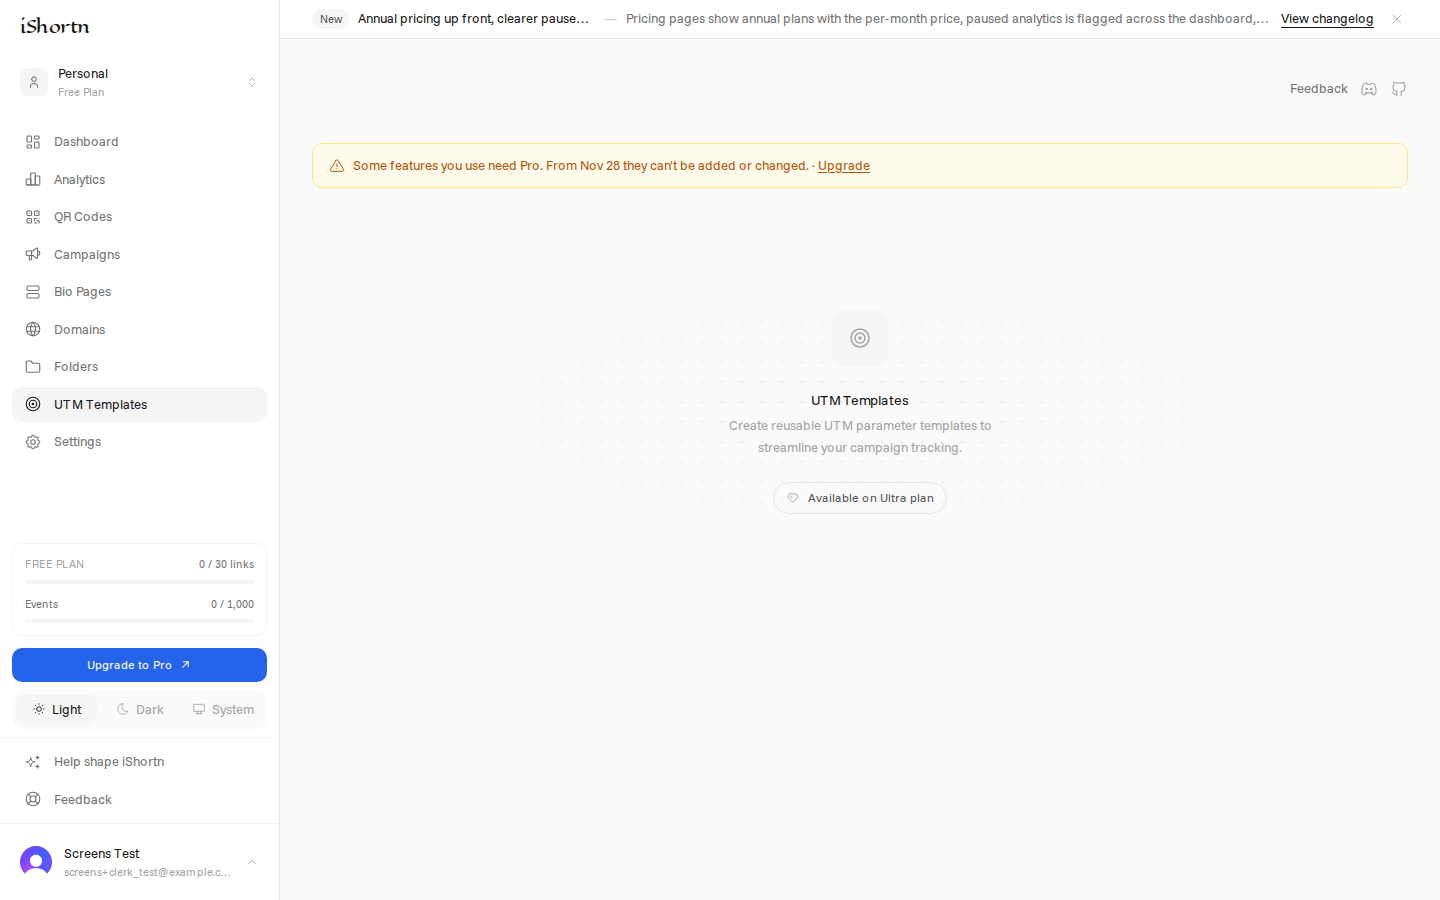 iShortn
Personal
Free Plan
Dashboard
Analytics
QR Codes
Campaigns
Bio Pages
Domains
Folders
UTM Templates
Settings
FREE PLAN 0 / 30 links
Events 0 / 1,000
Upgrade to Pro
Light Dark System
Help shape iShortn
Feedback
Screens Test
screens+clerk_test@example.c...
New Annual pricing up front, clearer pause... — Pricing pages show annual plans with the per-month price, paused analytics is flagged across the dashboard,... View changelog
Feedback
Some features you use need Pro. From Nov 28 they can't be added or changed. · Upgrade
UTM Templates
Create reusable UTM parameter templates to
streamline your campaign tracking.
Available on Ultra plan